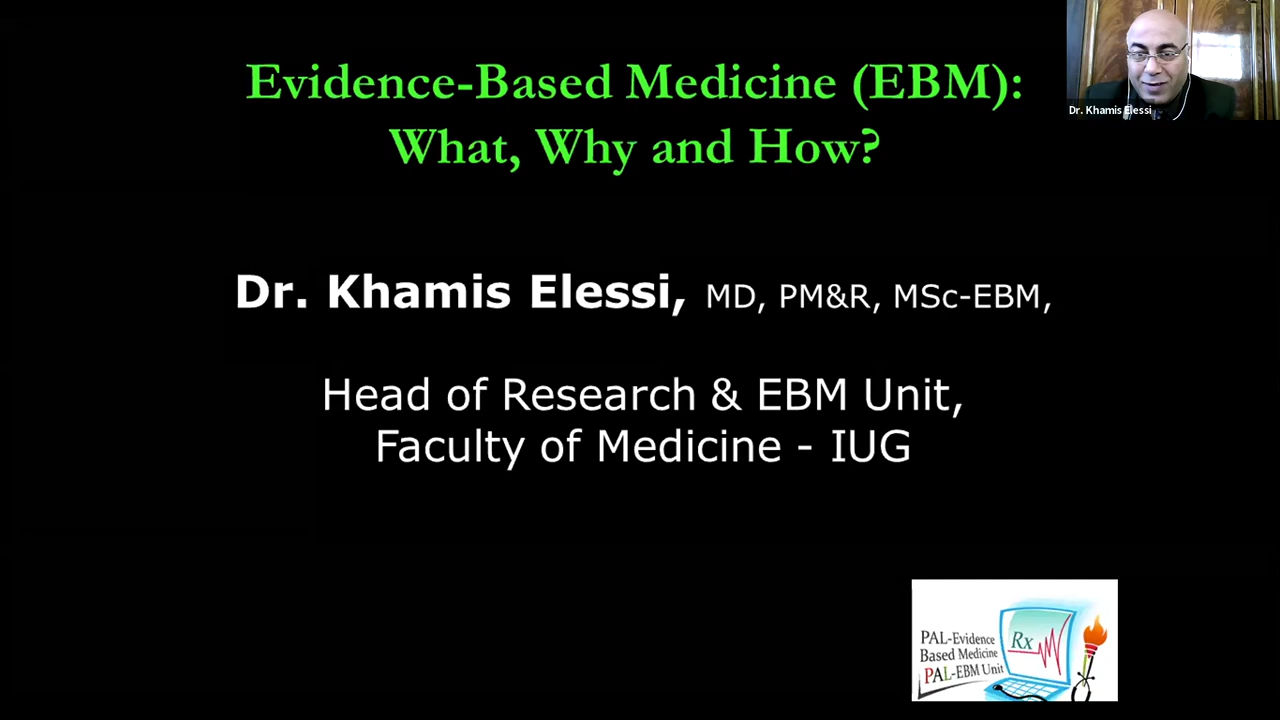 Evidence-Based Medicine (EBM):
What, Why and How?
Dr. Khamis Elessi
Dr. Khamis Elessi, MD, PM&R, MSc-EBM,
Head of Research & EBM Unit,
Faculty of Medicine - IUG
PAL-Evidence
Based Medicine
PAL-EBM Unit
Rx